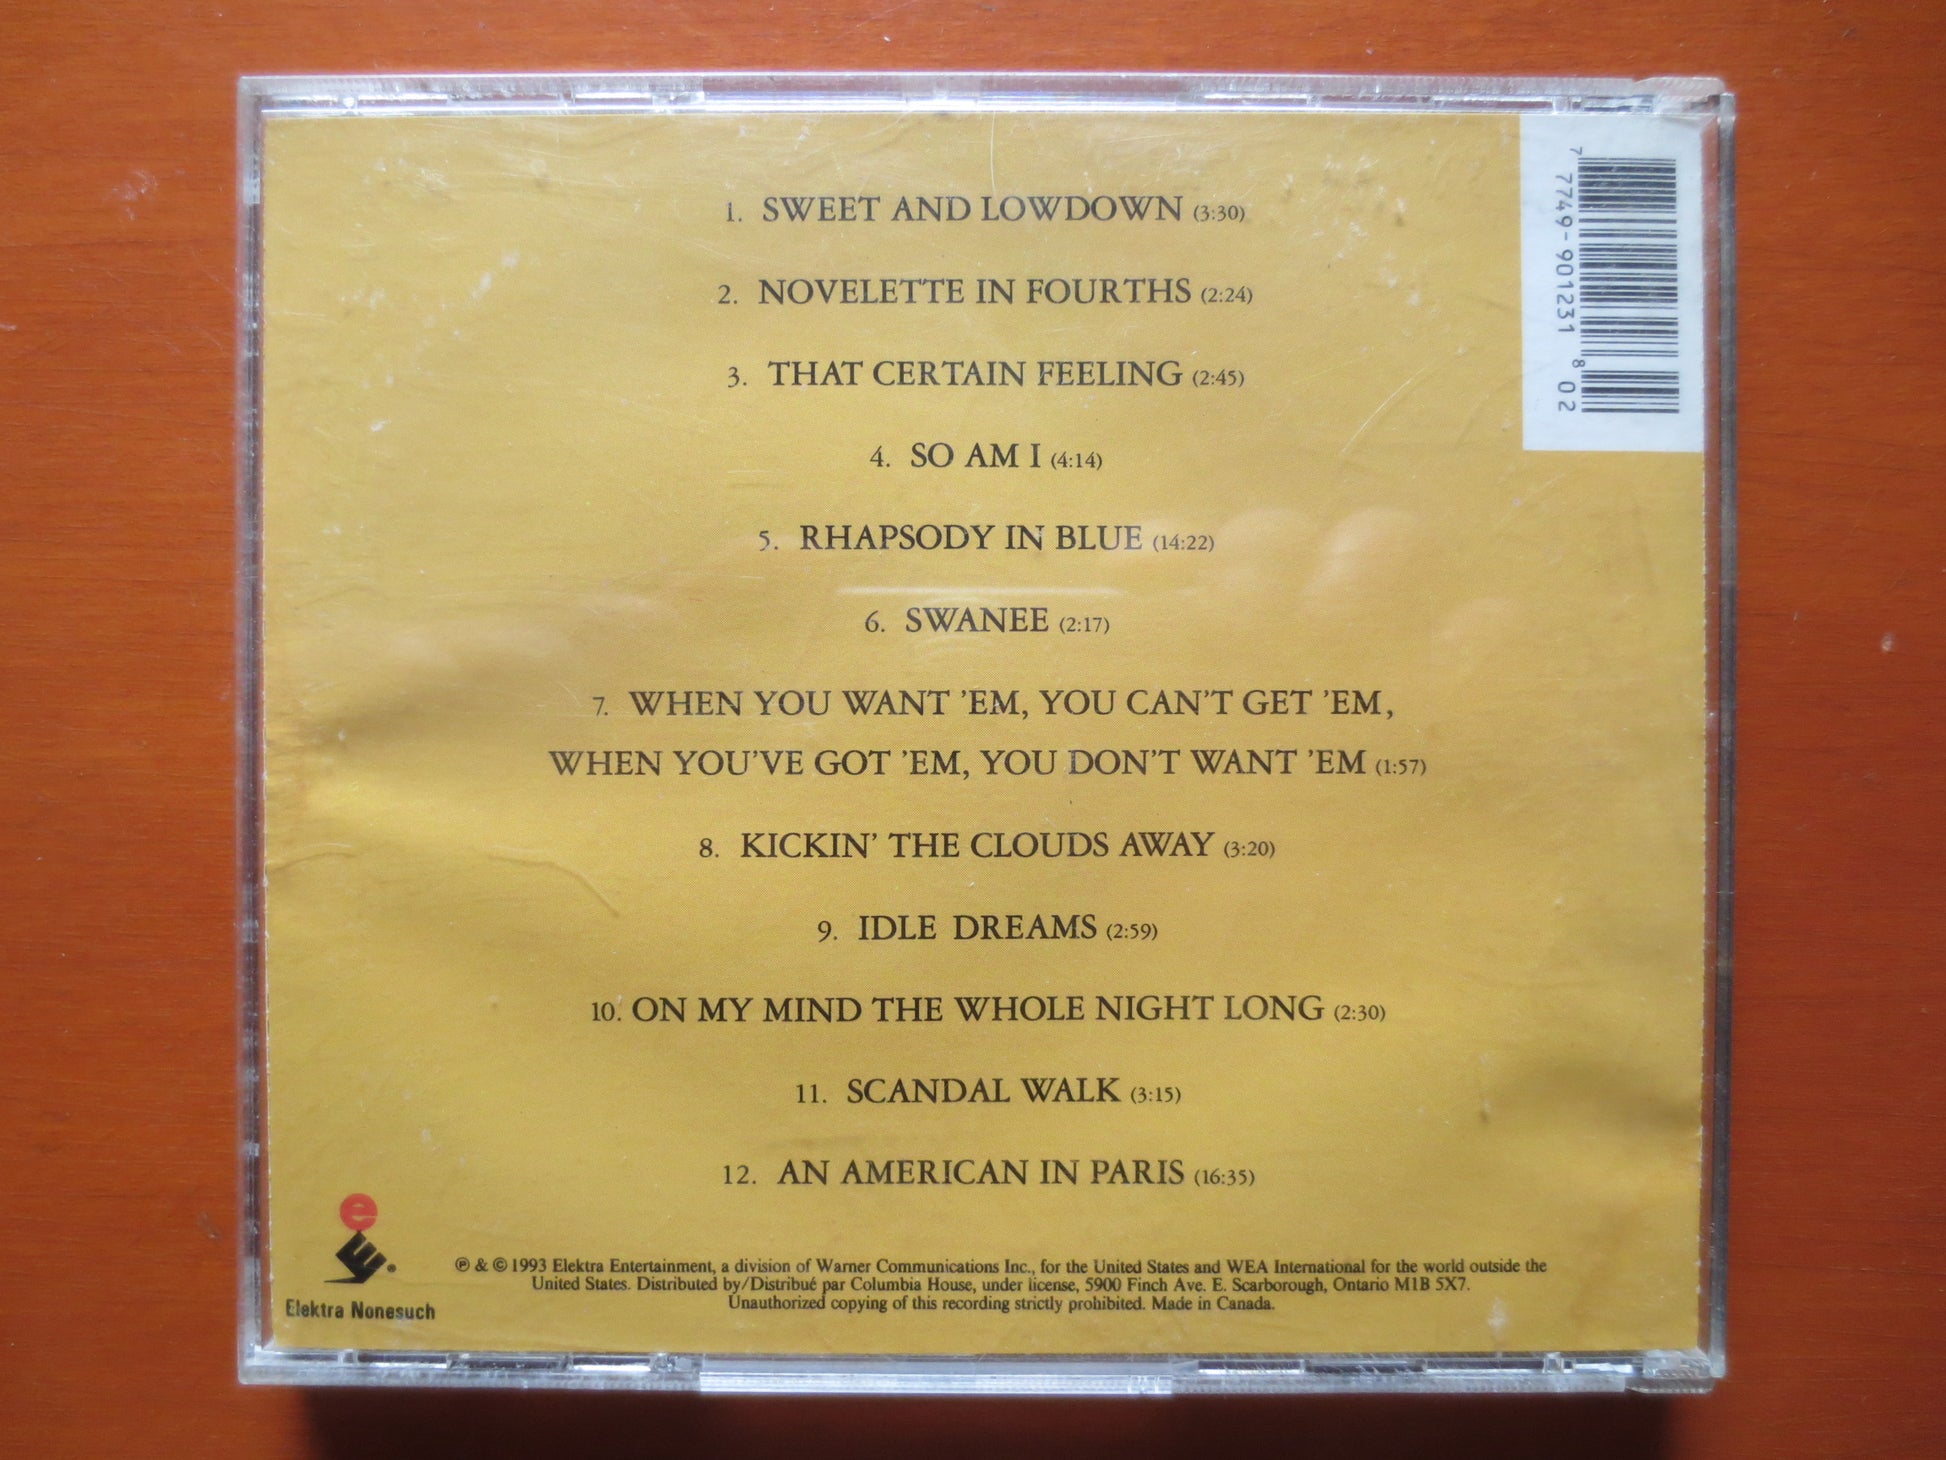 1. SWEET AND LOWDOWN (3:30)
2. NOVELETTE IN FOURTHS (2:24)
3. THAT CERTAIN FEELING (2:45)
4. SO AM I (4:14)
5. RHAPSODY IN BLUE (14:22)
6. SWANEE (2:17)
7. WHEN YOU WANT 'EM, YOU CAN'T GET 'EM,
WHEN YOU'VE GOT 'EM, YOU DON'T WANT 'EM (1:57)
8. KICKIN' THE CLOUDS AWAY (3:20)
9. IDLE DREAMS (2:59)
10. ON MY MIND THE WHOLE NIGHT LONG (2:30)
11. SCANDAL WALK (3:15)
12. AN AMERICAN IN PARIS (16:35)
℗ & © 1993 Elektra Entertainment, a division of Warner Communications Inc., for the United States and WEA International for the world outside the
United States. Distributed by/Distribué par Columbia House, under license, 5900 Finch Ave. E. Scarborough, Ontario M1B 5X7.
Unauthorized copying of this recording strictly prohibited. Made in Canada.
e
Elektra Nonesuch
7 7749-901231 8 02